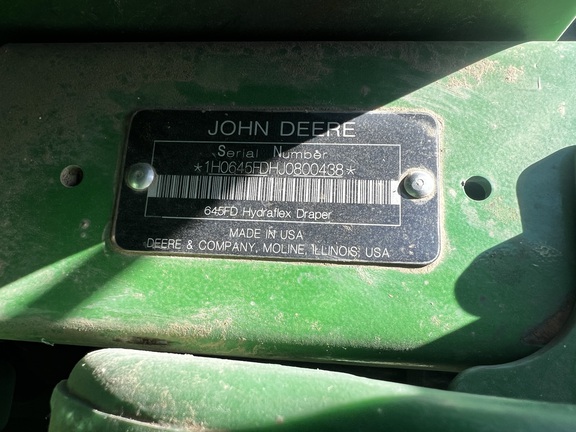 JOHN DEERE
Serial Number
*1H0645FDHJ0800438*
645FD Hydraflex Draper
MADE IN USA
DEERE & COMPANY, MOLINE, ILLINOIS, USA